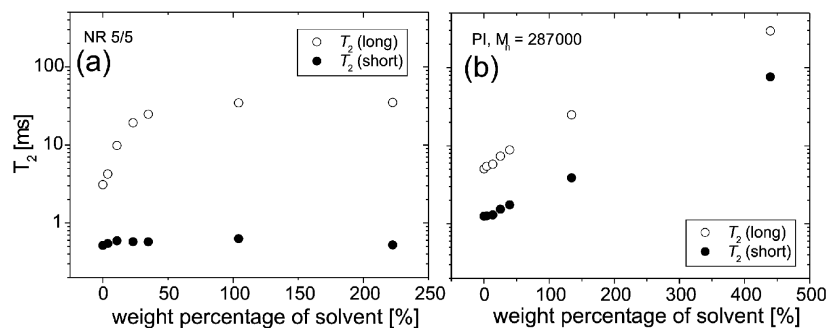 NR 5/5
(a)
T₂ (long)
T₂ (short)
T₂ [ms]
100
10
1
0 50 100 150 200 250
weight percentage of solvent [%]
PI, Mₙ = 287000
(b)
T₂ (long)
T₂ (short)
0 100 200 300 400 500
weight percentage of solvent [%]